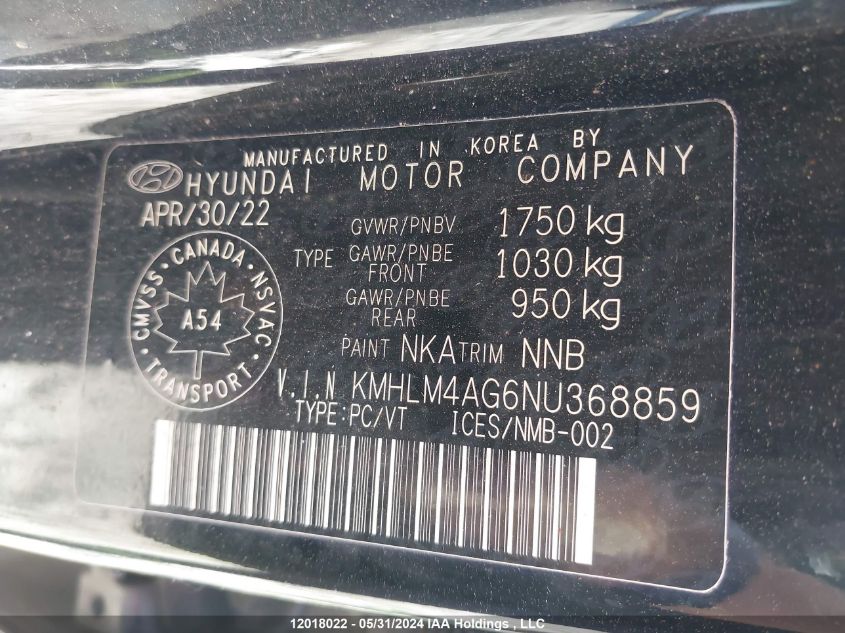 MANUFACTURED IN KOREA BY
HYUNDAI MOTOR COMPANY
APR/30/22
GVWR/PNBV 1750 kg
TYPE GAWR/PNBE FRONT 1030 kg
GAWR/PNBE REAR 950 kg
CMVSS · CANADA · NSVAC · TRANSPORT ·
A54
PAINT NKA TRIM NNB
V.I.N KMHLM4AG6NU368859
TYPE:PC/VT ICES/NMB-002
12018022 - 05/31/2024 IAA Holdings , LLC